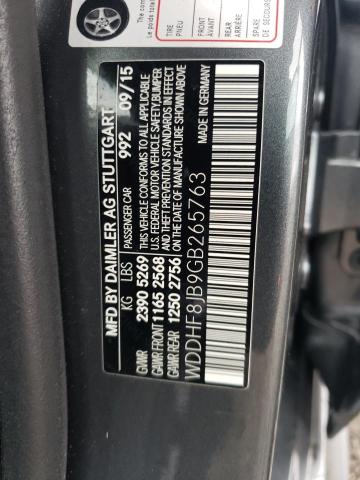 MFD BY DAIMLER AG STUTTGART
KG LBS PASSENGER CAR 992 09/15
GVWR 2390 5269 THIS VEHICLE CONFORMS TO ALL APPLICABLE
GAWR FRONT 1165 2568 U.S. FEDERAL MOTOR VEHICLE SAFETY,BUMPER
GAWR REAR 1250 2756 AND THEFT PREVENTION STANDARDS IN EFFECT ON THE DATE OF MANUFACTURE SHOWN ABOVE
WDDHF8JB9GB265763 MADE IN GERMANY
TIRE
PNEU
FRONT
AVANT
REAR
ARRIÈRE
SPARE
DE SECOURS